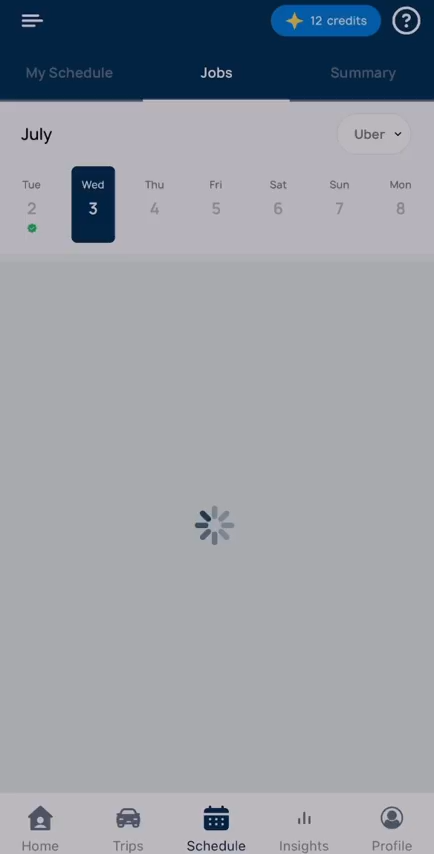 12 credits ?
My Schedule Jobs Summary
July Uber
Tue Wed Thu Fri Sat Sun Mon
2 3 4 5 6 7 8
Home Trips Schedule Insights Profile